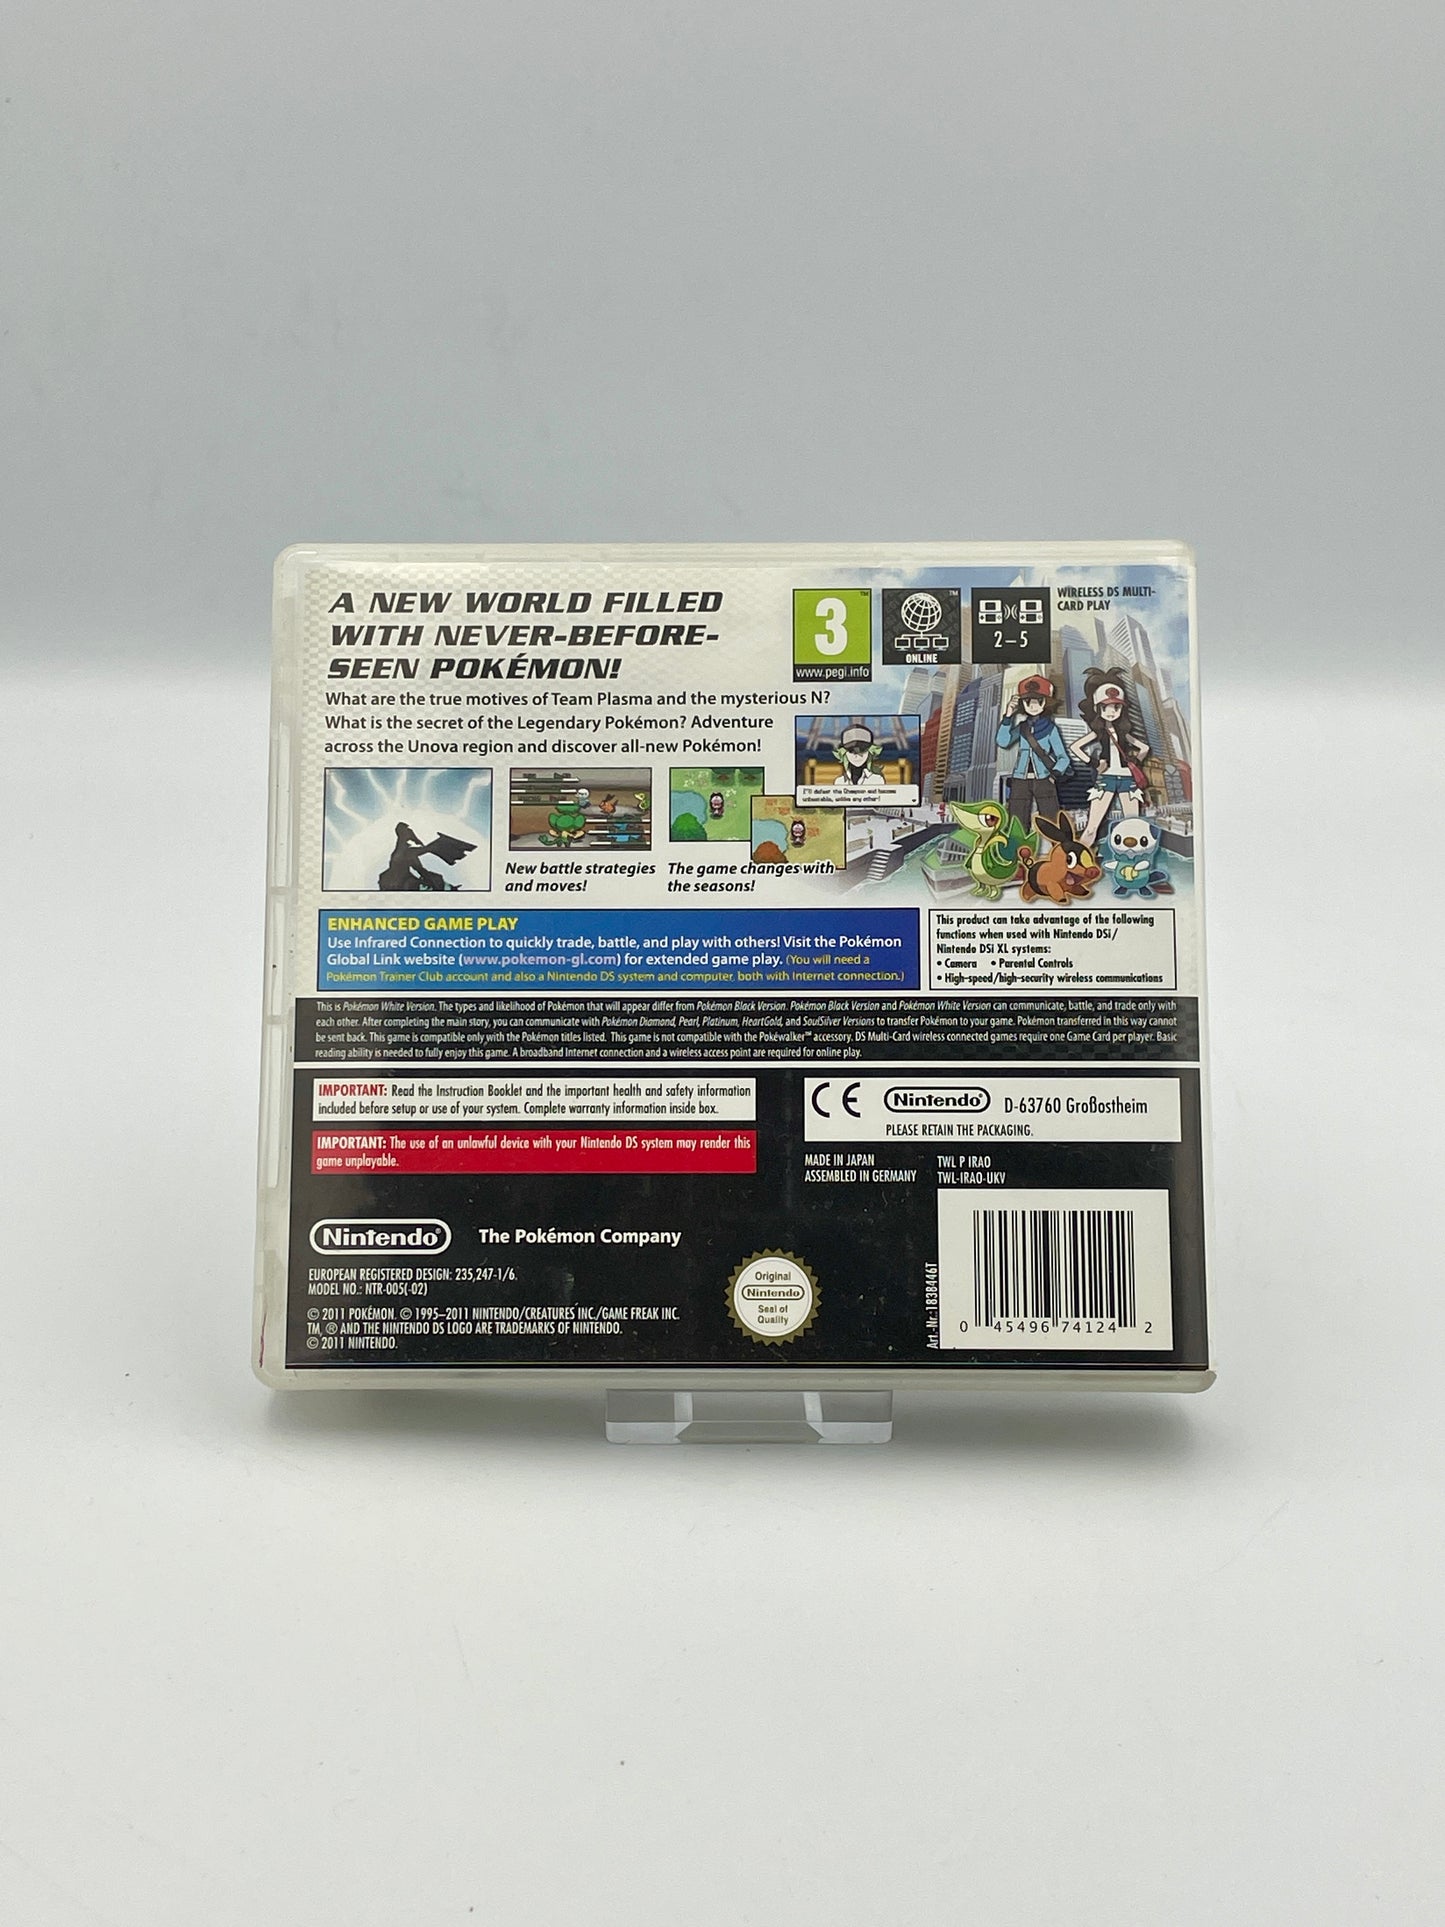 A NEW WORLD FILLED
WITH NEVER-BEFORE-
SEEN POKÉMON!
What are the true motives of Team Plasma and the mysterious N?
What is the secret of the Legendary Pokémon? Adventure
across the Unova region and discover all-new Pokémon!
3
www.pegi.info
ONLINE
2–5
WIRELESS DS MULTI-
CARD PLAY
I'll defeat the Champion and become
unbeatable, unlike any other!
New battle strategies
and moves!
The game changes with
the seasons!
ENHANCED GAME PLAY
Use Infrared Connection to quickly trade, battle, and play with others! Visit the Pokémon
Global Link website (www.pokemon-gl.com) for extended game play. (You will need a
Pokémon Trainer Club account and also a Nintendo DS system and computer, both with Internet connection.)
This product can take advantage of the following
functions when used with Nintendo DSi/
Nintendo DSi XL systems:
• Camera • Parental Controls
• High-speed/high-security wireless communications
This is Pokémon White Version. The types and likelihood of Pokémon that will appear differ from Pokémon Black Version. Pokémon Black Version and Pokémon White Version can communicate, battle, and trade only with
each other. After completing the main story, you can communicate with Pokémon Diamond, Pearl, Platinum, HeartGold, and SoulSilver Versions to transfer Pokémon to your game. Pokémon transferred in this way cannot
be sent back. This game is compatible only with the Pokémon titles listed. This game is not compatible with the Pokéwalker™ accessory. DS Multi-Card wireless connected games require one Game Card per player. Basic
reading ability is needed to fully enjoy this game. A broadband Internet connection and a wireless access point are required for online play.
IMPORTANT: Read the Instruction Booklet and the important health and safety information
included before setup or use of your system. Complete warranty information inside box.
IMPORTANT: The use of an unlawful device with your Nintendo DS system may render this
game unplayable.
CE Nintendo® D-63760 Großostheim
PLEASE RETAIN THE PACKAGING.
MADE IN JAPAN
ASSEMBLED IN GERMANY
TWL P IRAO
TWL-IRAO-UKV
Nintendo®
The Pokémon Company
EUROPEAN REGISTERED DESIGN: 235,247-1/6.
MODEL NO.: NTR-005(-02)
© 2011 POKÉMON. © 1995–2011 NINTENDO/CREATURES INC./GAME FREAK INC.
TM, ® AND THE NINTENDO DS LOGO ARE TRADEMARKS OF NINTENDO.
© 2011 NINTENDO.
Original
Nintendo
Seal of
Quality
Art.-Nr.:1838446T
0 45496 74124 2